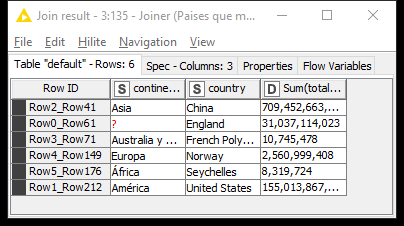 Join result - 3:135 - Joiner (Paises que m...
File Edit Hilite Navigation View
Table "default" - Rows: 6 Spec - Columns: 3 Properties Flow Variables
Row ID S contine... S country D Sum(total...
Row2_Row41 Asia China 709,452,663,...
Row0_Row61 ? England 31,037,114,023
Row3_Row71 Australia y ... French Poly... 10,745,478
Row4_Row149 Europa Norway 2,560,999,408
Row5_Row176 África Seychelles 8,319,724
Row1_Row212 América United States 155,013,867,...